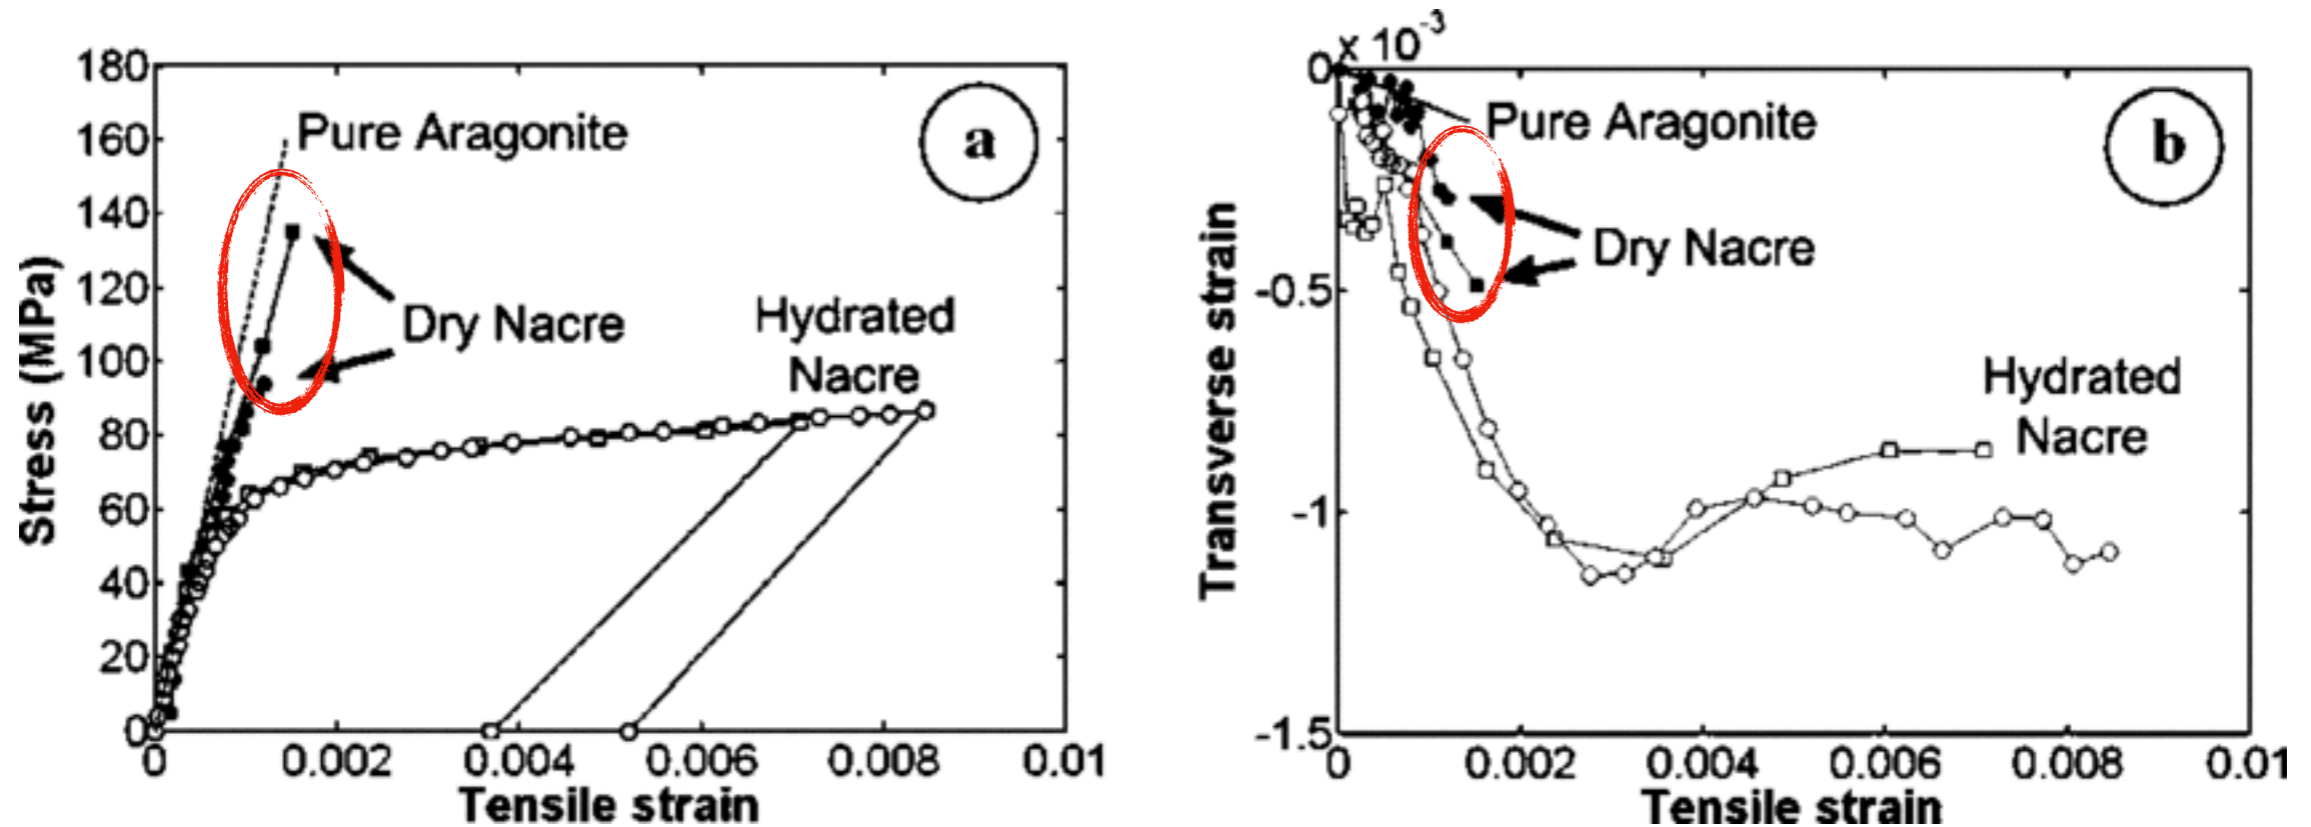 180
160
140
120
100
80
60
40
20
0
0 0.002 0.004 0.006 0.008 0.01
Stress (MPa)
Tensile strain
Pure Aragonite
Dry Nacre
Hydrated
Nacre
a
x 10⁻³
0
-0.5
-1
-1.5
0 0.002 0.004 0.006 0.008 0.01
Transverse strain
Tensile strain
Pure Aragonite
Dry Nacre
Hydrated
Nacre
b